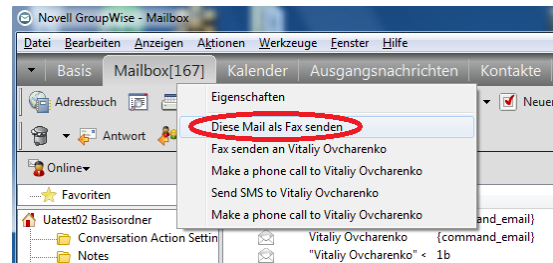 Novell GroupWise - Mailbox
Datei Bearbeiten Anzeigen Aktionen Werkzeuge Fenster Hilfe
Basis Mailbox[167] Kalender Ausgangsnachrichten Kontakte
Adressbuch Eigenschaften Neue
Antwort Diese Mail als Fax senden
Fax senden an Vitaliy Ovcharenko
Online Make a phone call to Vitaliy Ovcharenko
Favoriten Send SMS to Vitaliy Ovcharenko
Uatest02 Basisordner Make a phone call to Vitaliy Ovcharenko and_email}
Conversation Action Settin Vitaliy Ovcharenko {command_email}
Notes "Vitaliy Ovcharenko" < 1b